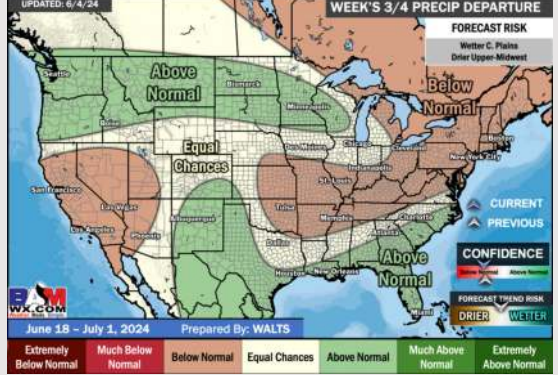 UPDATED: 6/4/24
WEEK'S 3/4 PRECIP DEPARTURE
FORECAST RISK
Wetter C. Plains
Drier Upper-Midwest
Seattle
Above
Normal
Bismarck
Minneapolis
Below
Normal
Boise
Equal
Chances
Des Moines
Chicago
Cleveland
Boston
New York City
Indianapolis
San Francisco
St. Louis
Las Vegas
Los Angeles
Phoenix
Albuquerque
Tulsa
Memphis
Charlotte
Atlanta
Dallas
Houston
New Orleans
Above
Normal
Miami
CURRENT
PREVIOUS
CONFIDENCE
Below Normal
Above Normal
FORECAST TREND RISK
DRIER
WETTER
BAM
WX.COM
June 18 – July 1, 2024
Prepared By: WALTS
Extremely
Below Normal
Much Below
Normal
Below Normal
Equal Chances
Above Normal
Much Above
Normal
Extremely
Above Normal